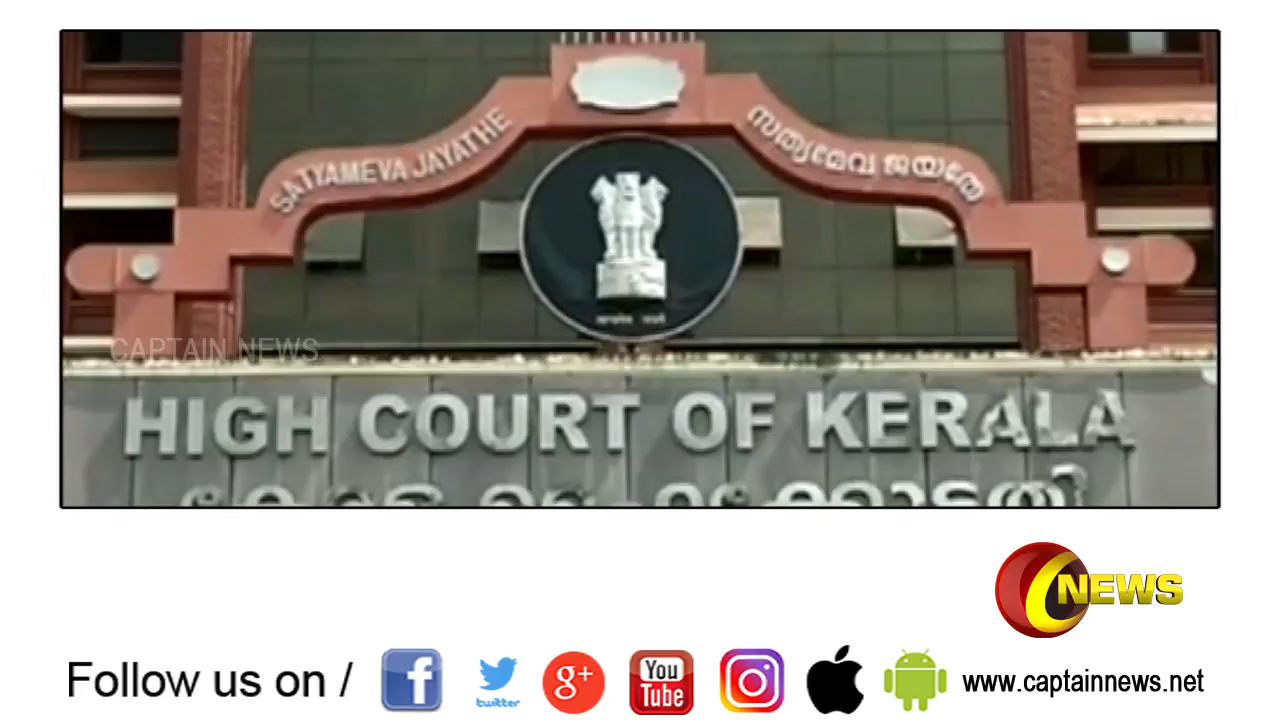 SATYAMEVA JAYATHE
സത്യമേവ ജയതേ
CAPTAIN NEWS
HIGH COURT OF KERALA
NEWS
Follow us on /
f
twitter
g+
You
Tube
www.captainnews.net